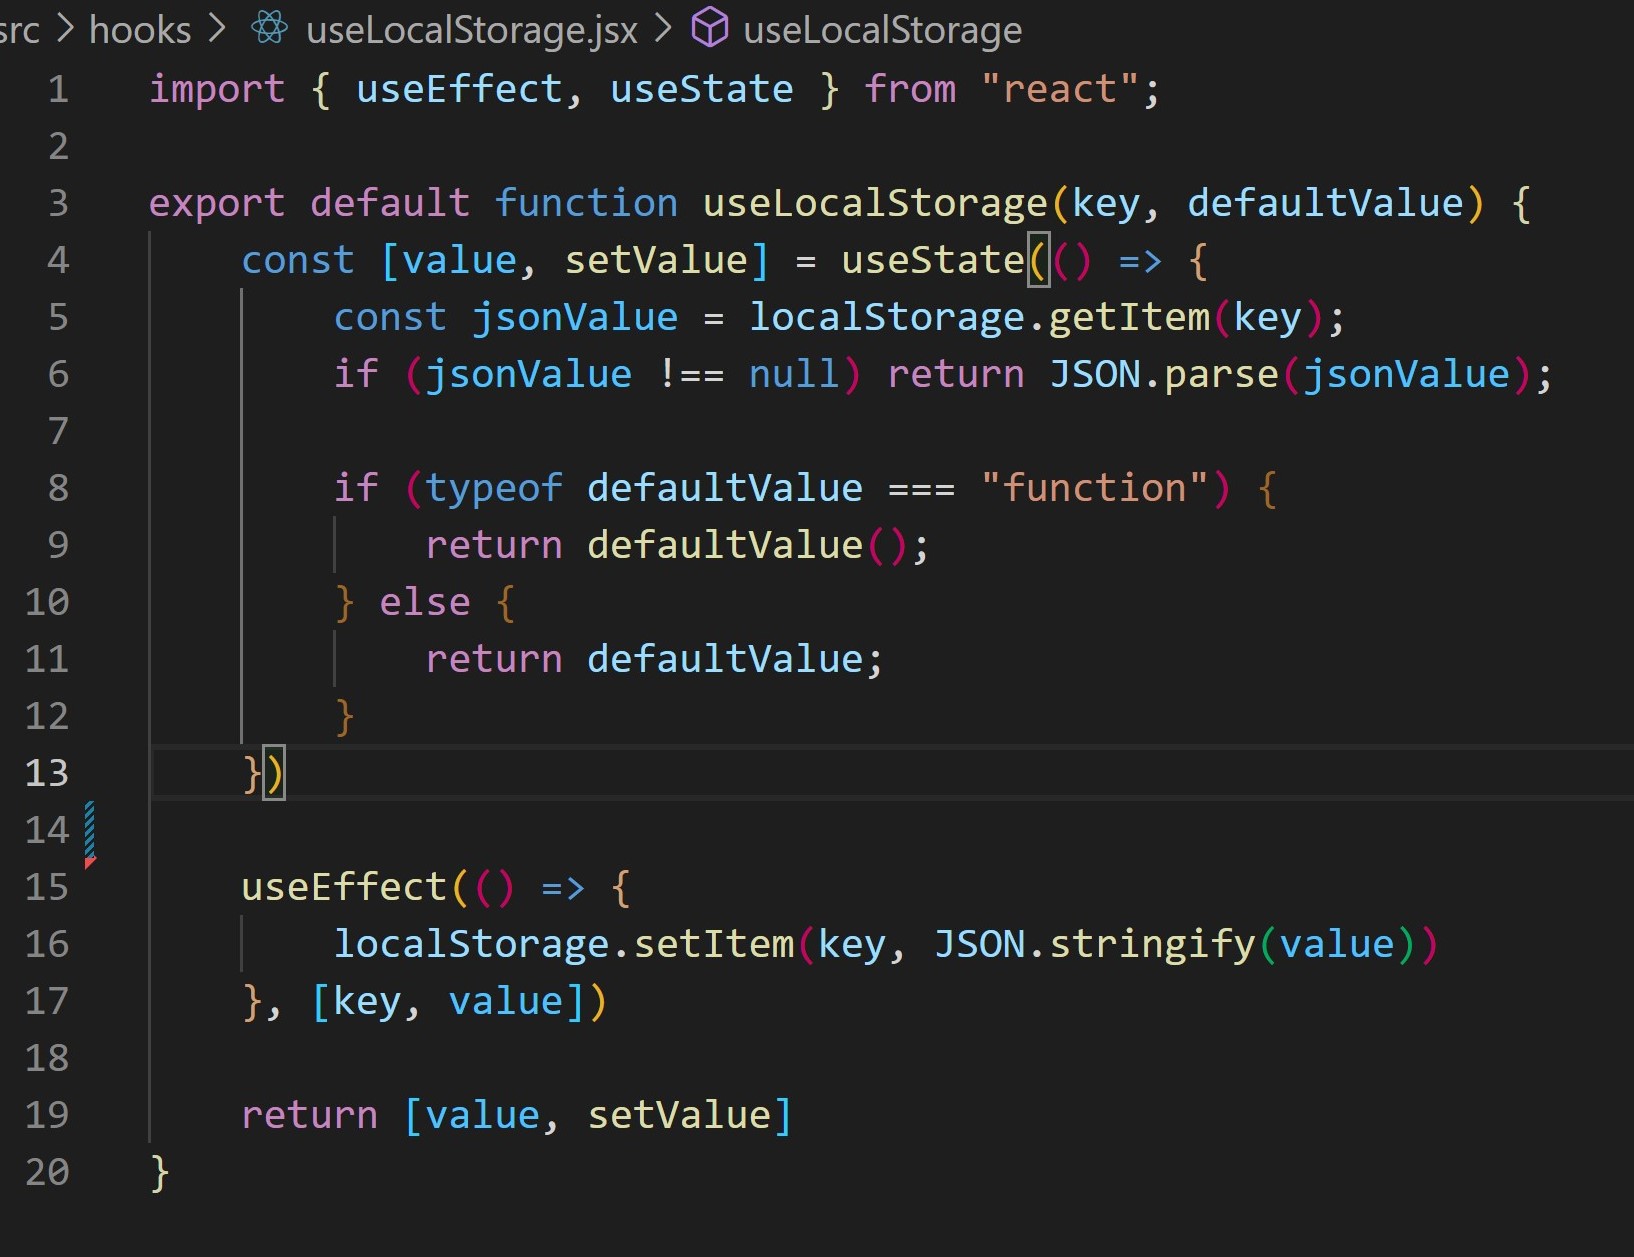 src > hooks > useLocalStorage.jsx > useLocalStorage
1 import { useEffect, useState } from "react";
2
3 export default function useLocalStorage(key, defaultValue) {
4     const [value, setValue] = useState(() => {
5         const jsonValue = localStorage.getItem(key);
6         if (jsonValue !== null) return JSON.parse(jsonValue);
7
8         if (typeof defaultValue === "function") {
9             return defaultValue();
10         } else {
11             return defaultValue;
12         }
13     })
14
15     useEffect(() => {
16         localStorage.setItem(key, JSON.stringify(value))
17     }, [key, value])
18
19     return [value, setValue]
20 }